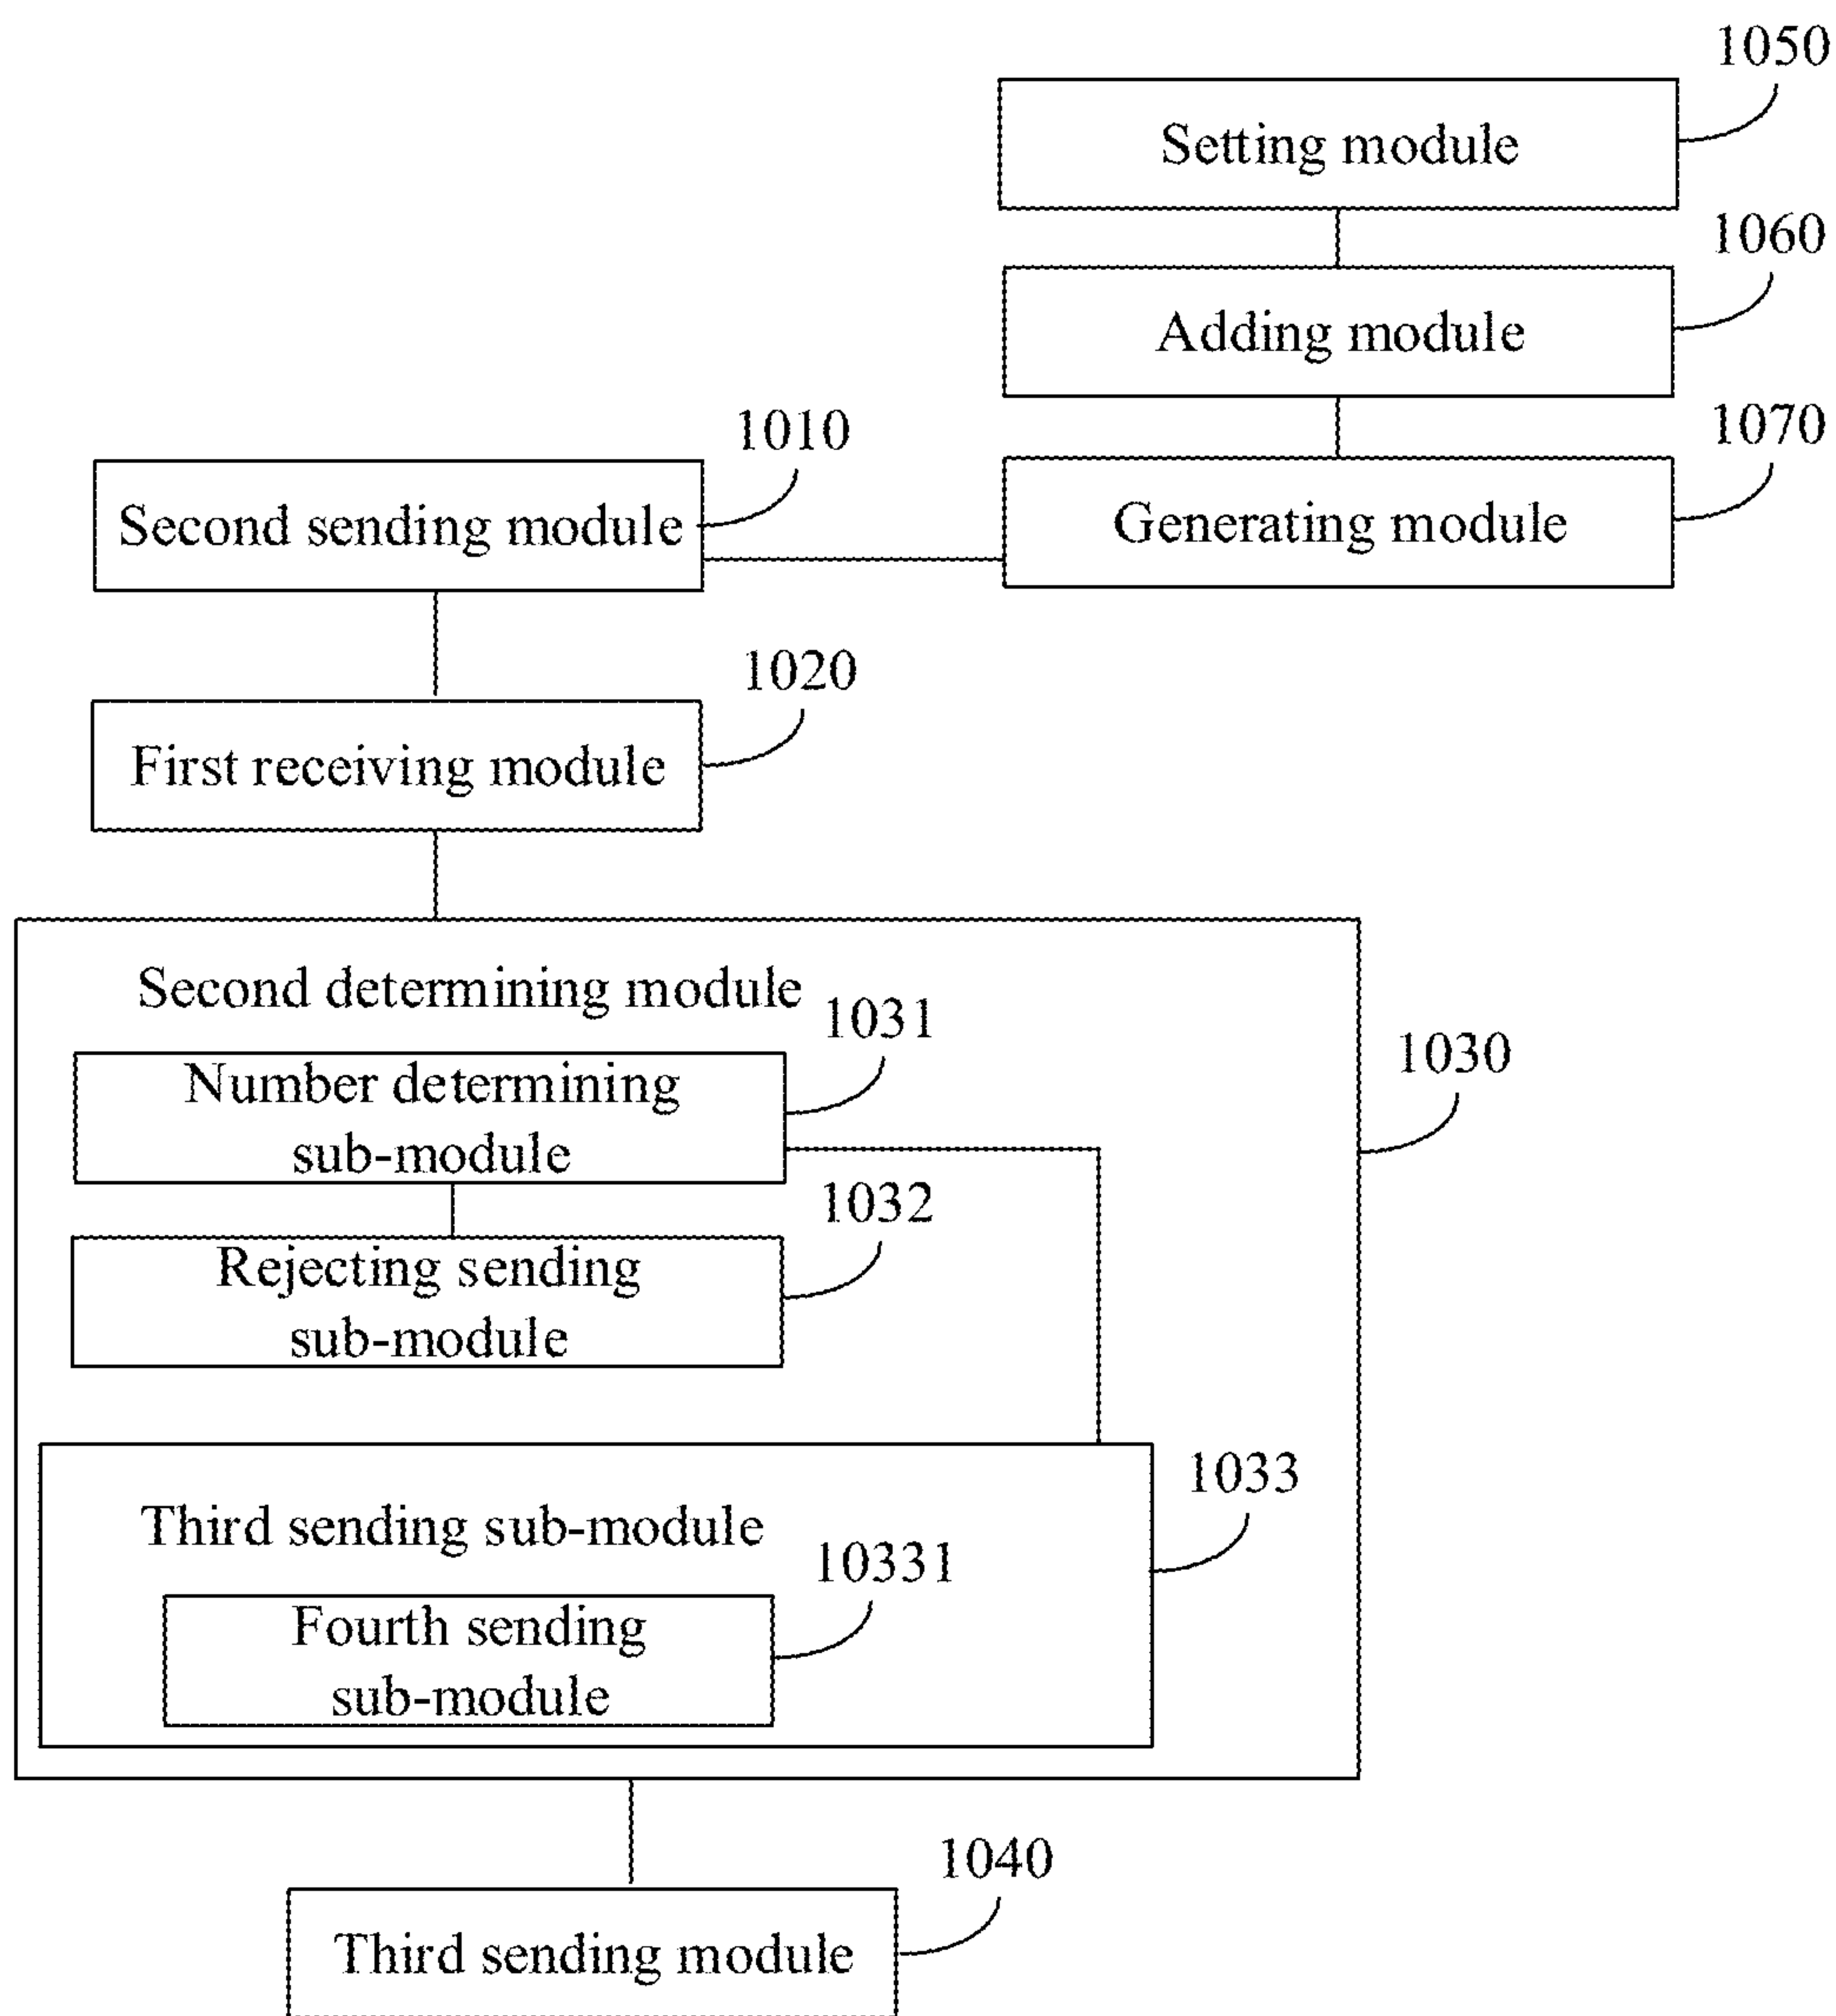 1050
Setting module
1060
Adding module
1070
Generating module
1010
Second sending module
1020
First receiving module
1030
Second determining module
1031
Number determining
sub-module
1032
Rejecting sending
sub-module
1033
Third sending sub-module
10331
Fourth sending
sub-module
1040
Third sending module